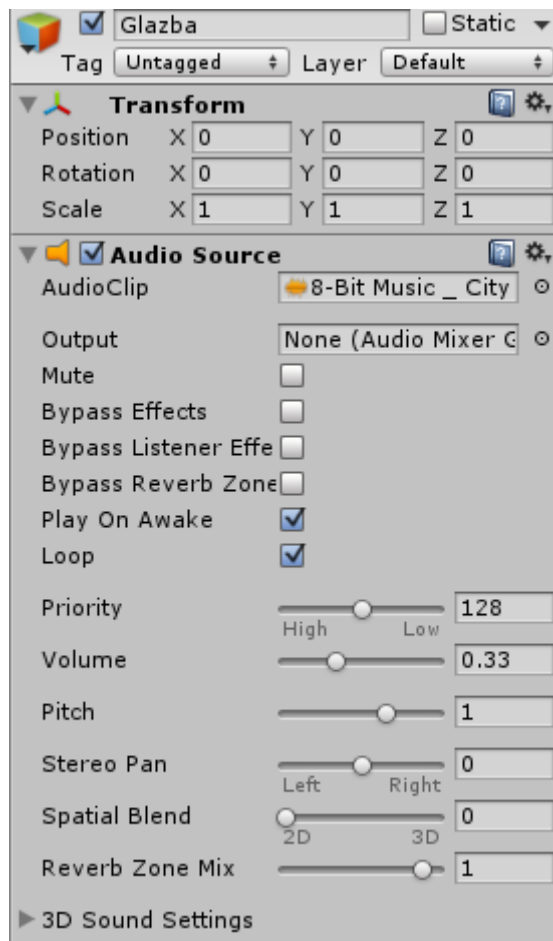 Glazba Static
Tag Untagged Layer Default
Transform
Position X 0 Y 0 Z 0
Rotation X 0 Y 0 Z 0
Scale X 1 Y 1 Z 1
Audio Source
AudioClip 8-Bit Music _ City
Output None (Audio Mixer G
Mute
Bypass Effects
Bypass Listener Effe
Bypass Reverb Zone
Play On Awake
Loop
Priority 128
High Low
Volume 0.33
Pitch 1
Stereo Pan 0
Left Right
Spatial Blend 0
2D 3D
Reverb Zone Mix 1
3D Sound Settings